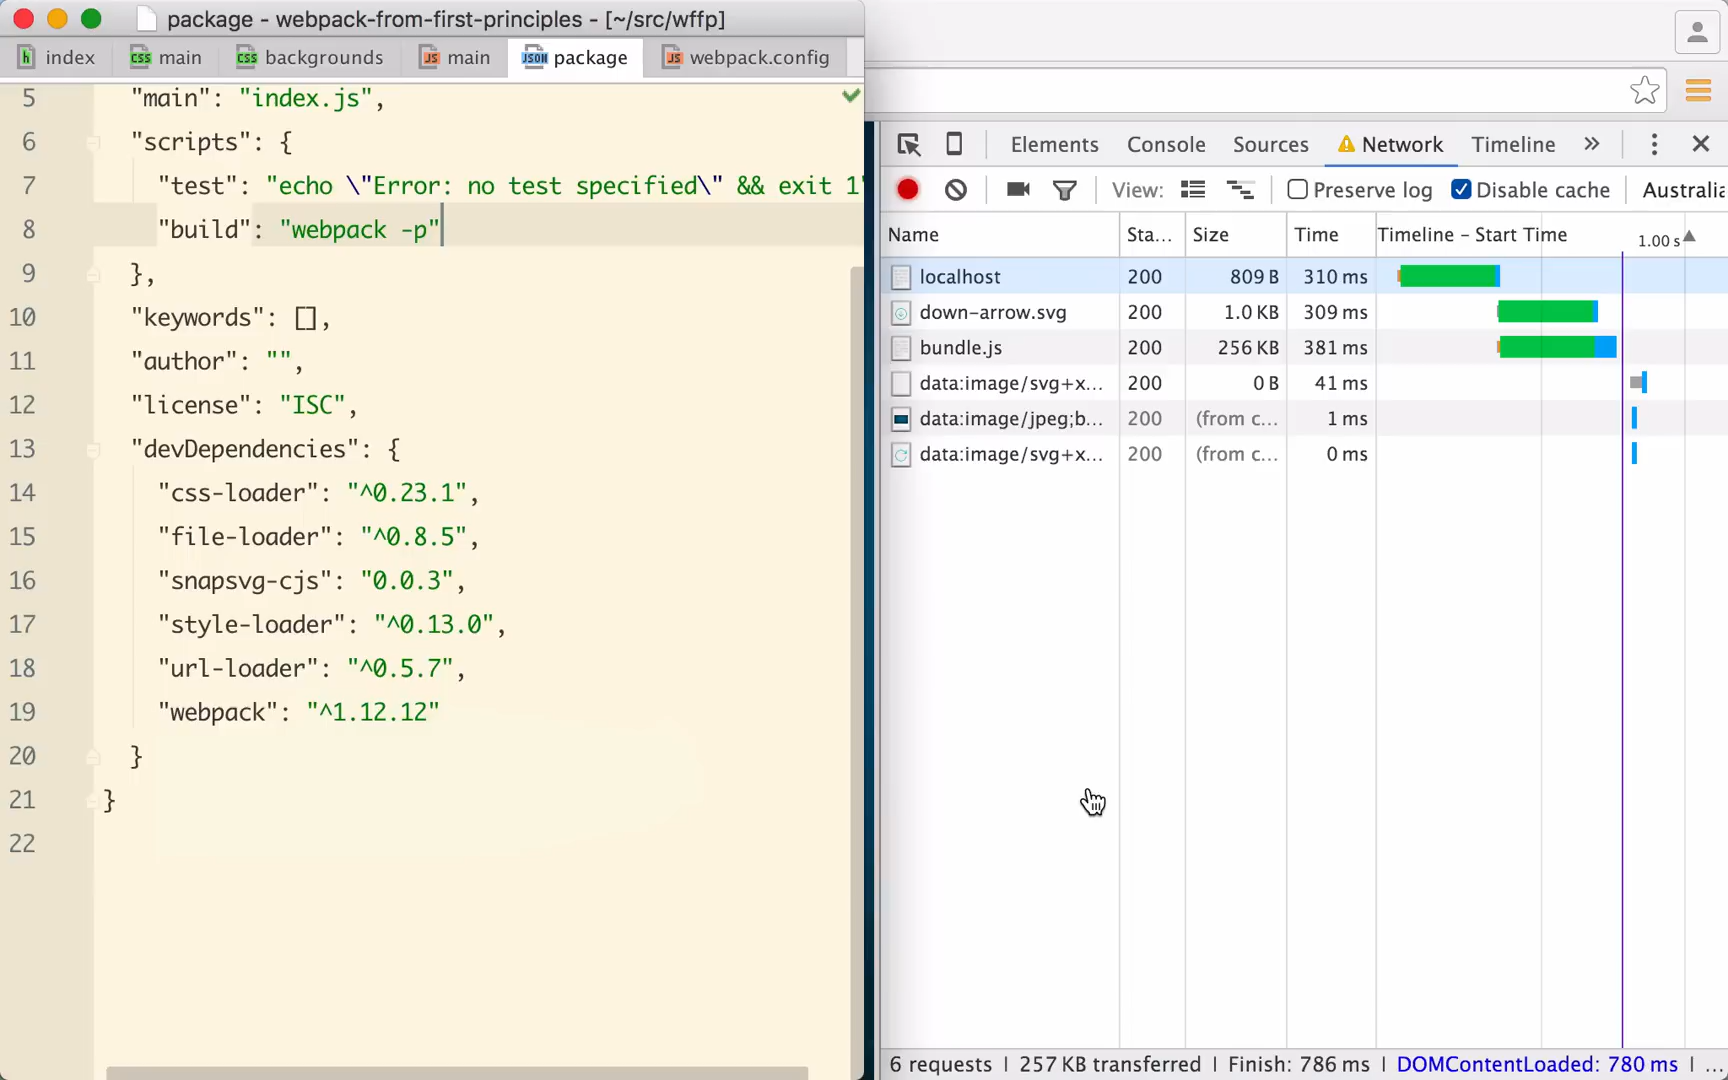 package - webpack-from-first-principles - [~/src/wffp]
index main backgrounds main package webpack.config
5 "main": "index.js",
6 "scripts": {
7 "test": "echo \"Error: no test specified\" && exit 1"
8 "build": "webpack -p"
9 },
10 "keywords": [],
11 "author": "",
12 "license": "ISC",
13 "devDependencies": {
14 "css-loader": "^0.23.1",
15 "file-loader": "^0.8.5",
16 "snapsvg-cjs": "0.0.3",
17 "style-loader": "^0.13.0",
18 "url-loader": "^0.5.7",
19 "webpack": "^1.12.12"
20 }
21 }
22
Elements Console Sources Network Timeline »
View: Preserve log Disable cache Australia
Name Sta... Size Time Timeline – Start Time 1.00 s
localhost 200 809 B 310 ms
down-arrow.svg 200 1.0 KB 309 ms
bundle.js 200 256 KB 381 ms
data:image/svg+x... 200 0 B 41 ms
data:image/jpeg;b... 200 (from c... 1 ms
data:image/svg+x... 200 (from c... 0 ms
6 requests | 257 KB transferred | Finish: 786 ms | DOMContentLoaded: 780 ms | ...